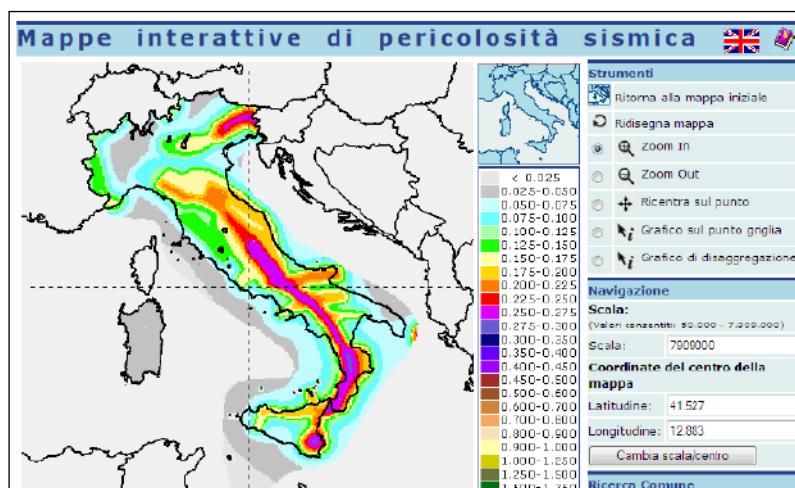 Mappe interattive di pericolosità sismica
Strumenti
Ritorna alla mappa iniziale
Ridisegna mappa
Zoom In
Zoom Out
Ricentra sul punto
Grafico sul punto griglia
Grafico di disaggregazione
< 0.025
0.025-0.050
0.050-0.075
0.075-0.100
0.100-0.125
0.125-0.150
0.150-0.175
0.175-0.200
0.200-0.225
0.225-0.250
0.250-0.275
0.275-0.300
0.300-0.350
0.350-0.400
0.400-0.450
0.450-0.500
0.500-0.600
0.600-0.700
0.700-0.800
0.800-0.900
0.900-1.000
1.000-1.250
1.250-1.500
Navigazione
Scala:
(Valori consentiti: 50.000 - 7.909.000)
Scala: 7909000
Coordinate del centro della
mappa
Latitudine: 41.527
Longitudine: 12.883
Cambia scala/centro
Ricerca Comune